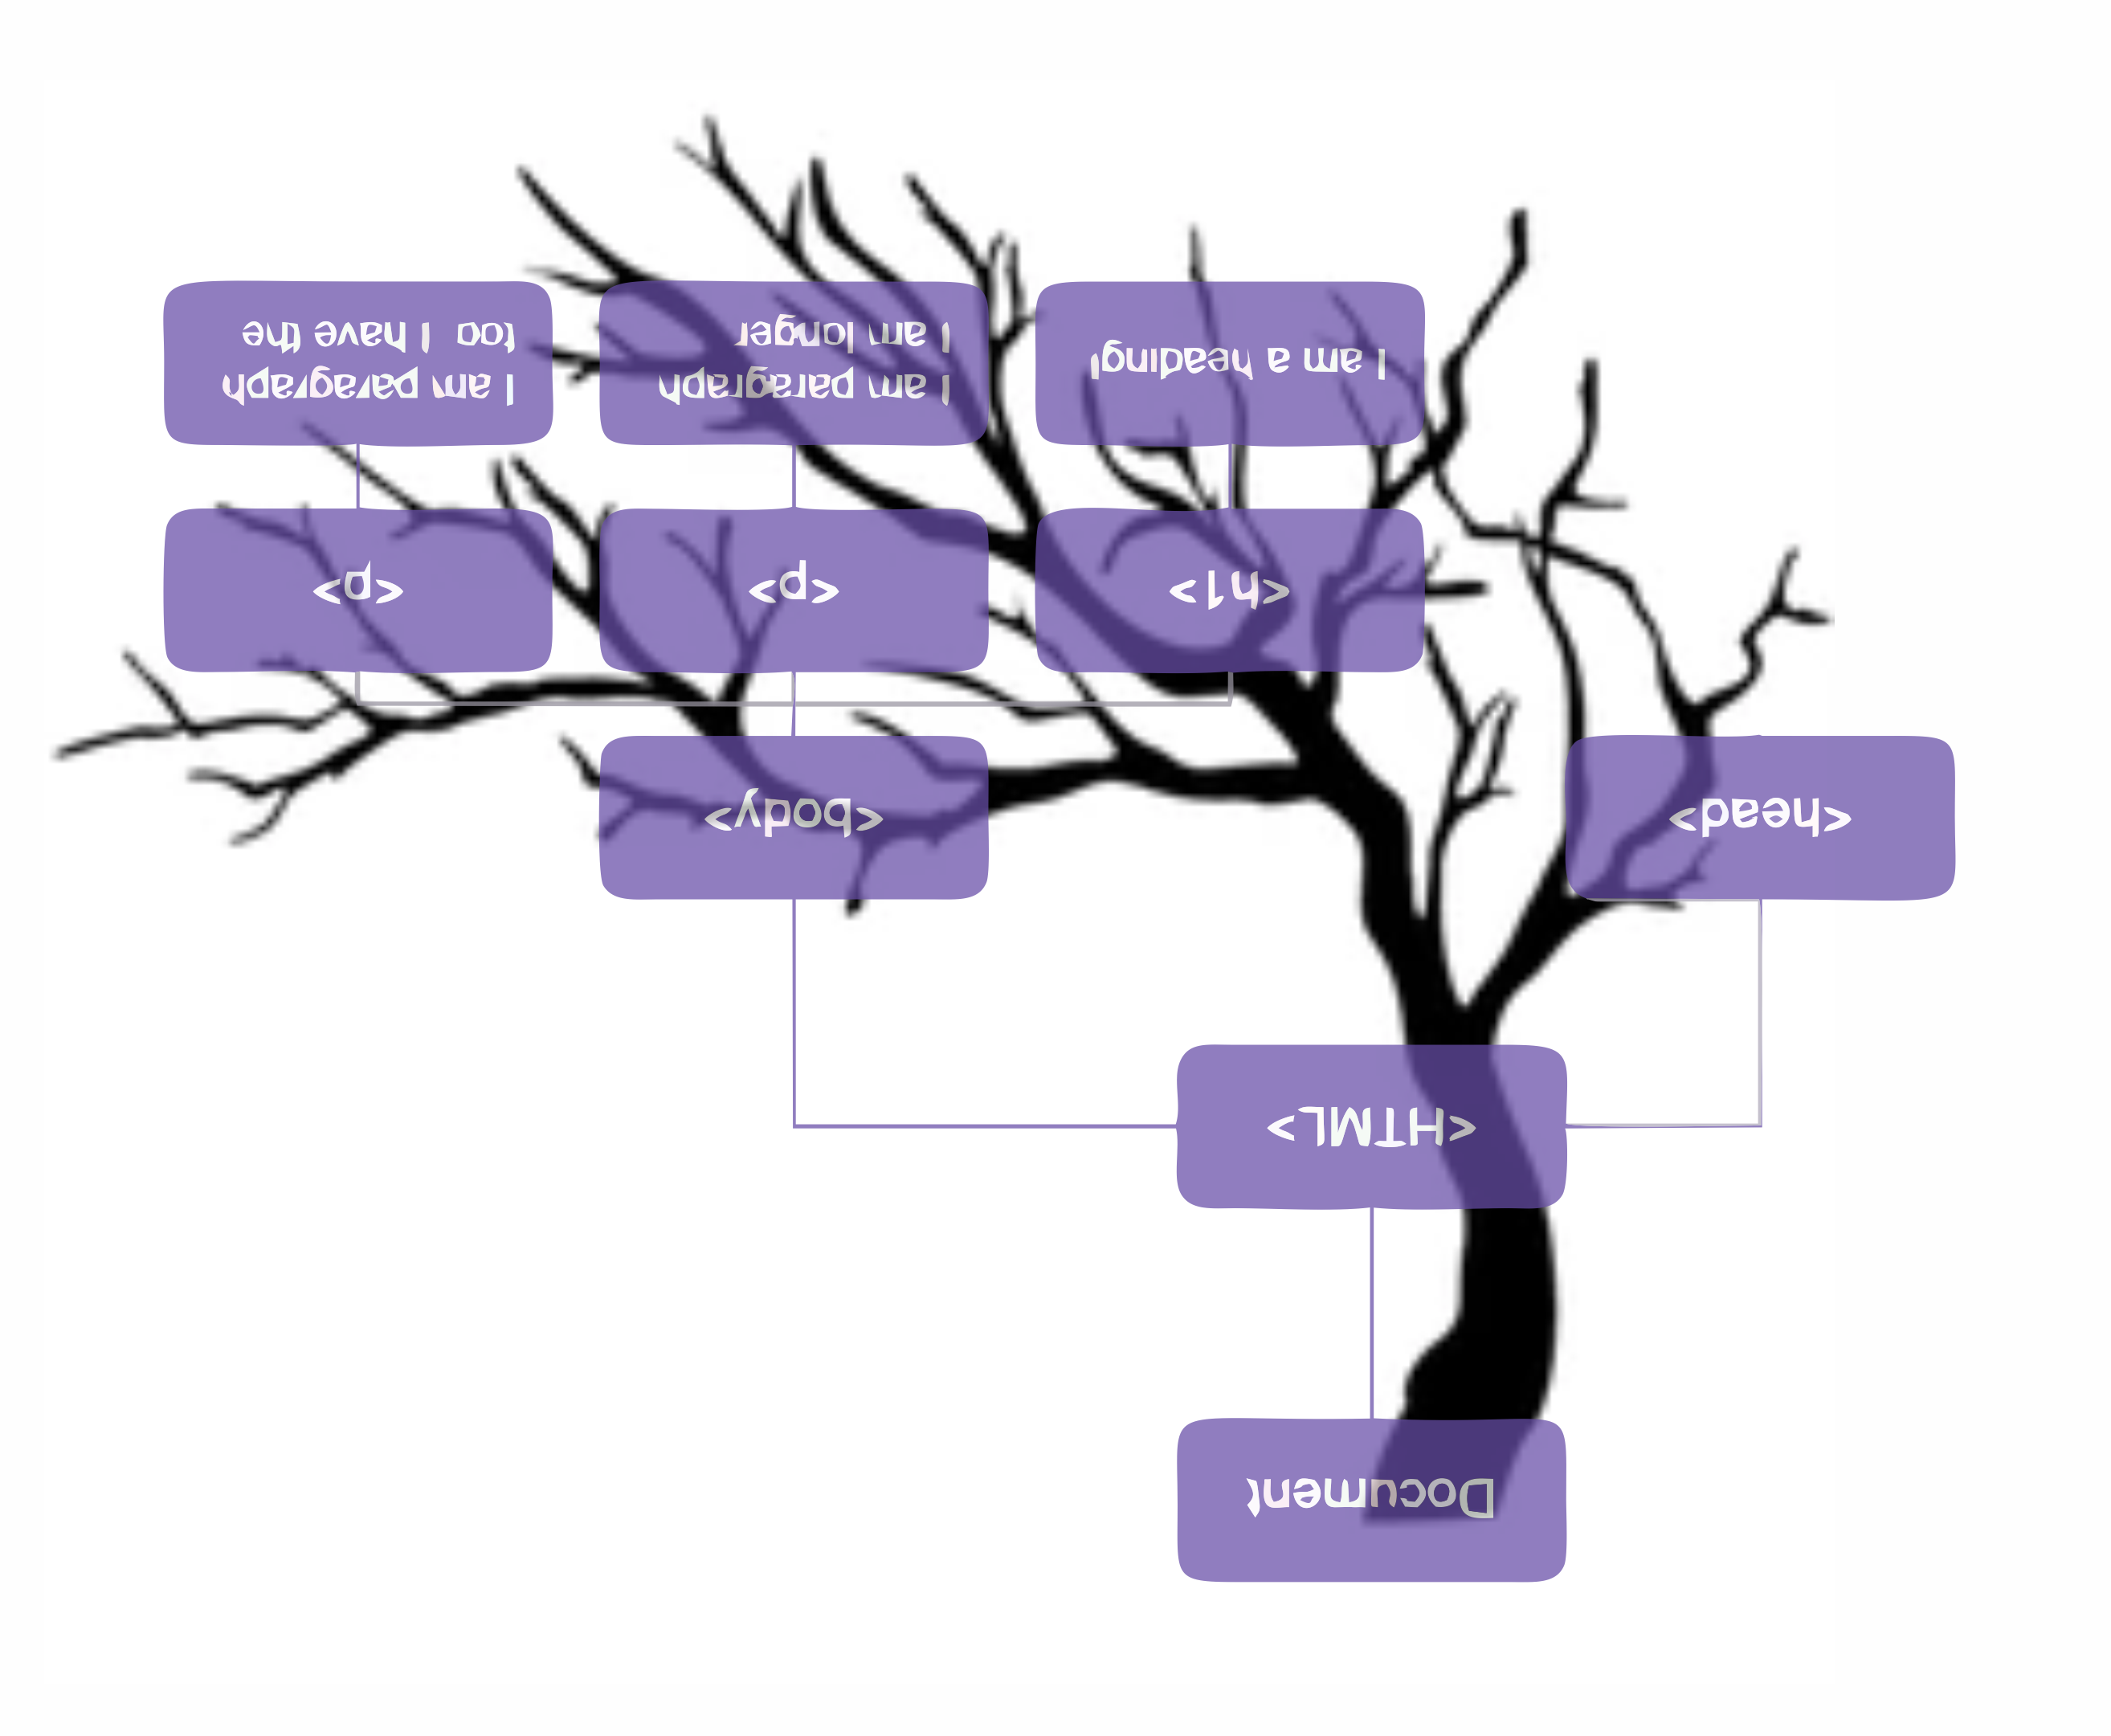 Document
<HTML>
<head>
<body>
<h1>
<p>
<p>
I am a heading
I am paragraph
I am longer
I am paragraph
too I have the